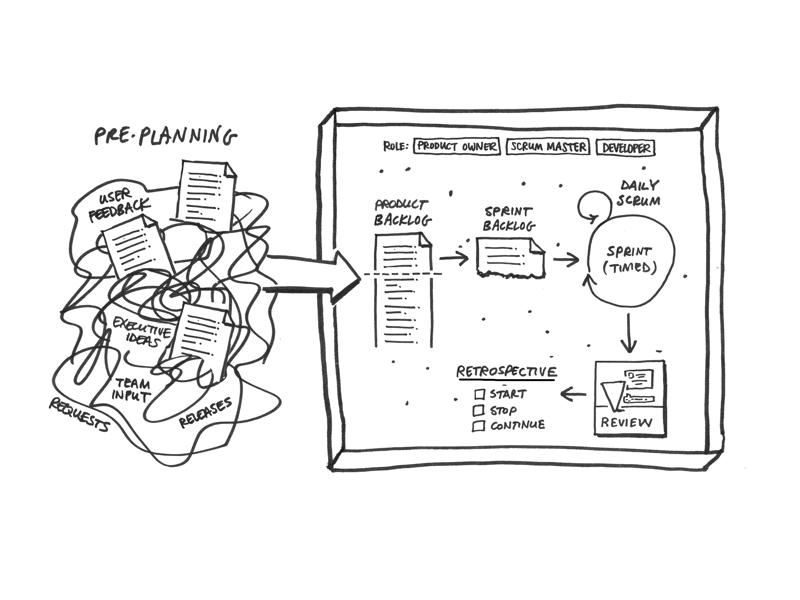 PRE-PLANNING
USER
FEEDBACK
EXECUTIVE
IDEAS
TEAM
INPUT
REQUESTS
RELEASES
ROLE: PRODUCT OWNER SCRUM MASTER DEVELOPER
PRODUCT
BACKLOG
SPRINT
BACKLOG
DAILY
SCRUM
SPRINT
(TIMED)
REVIEW
RETROSPECTIVE
START
STOP
CONTINUE